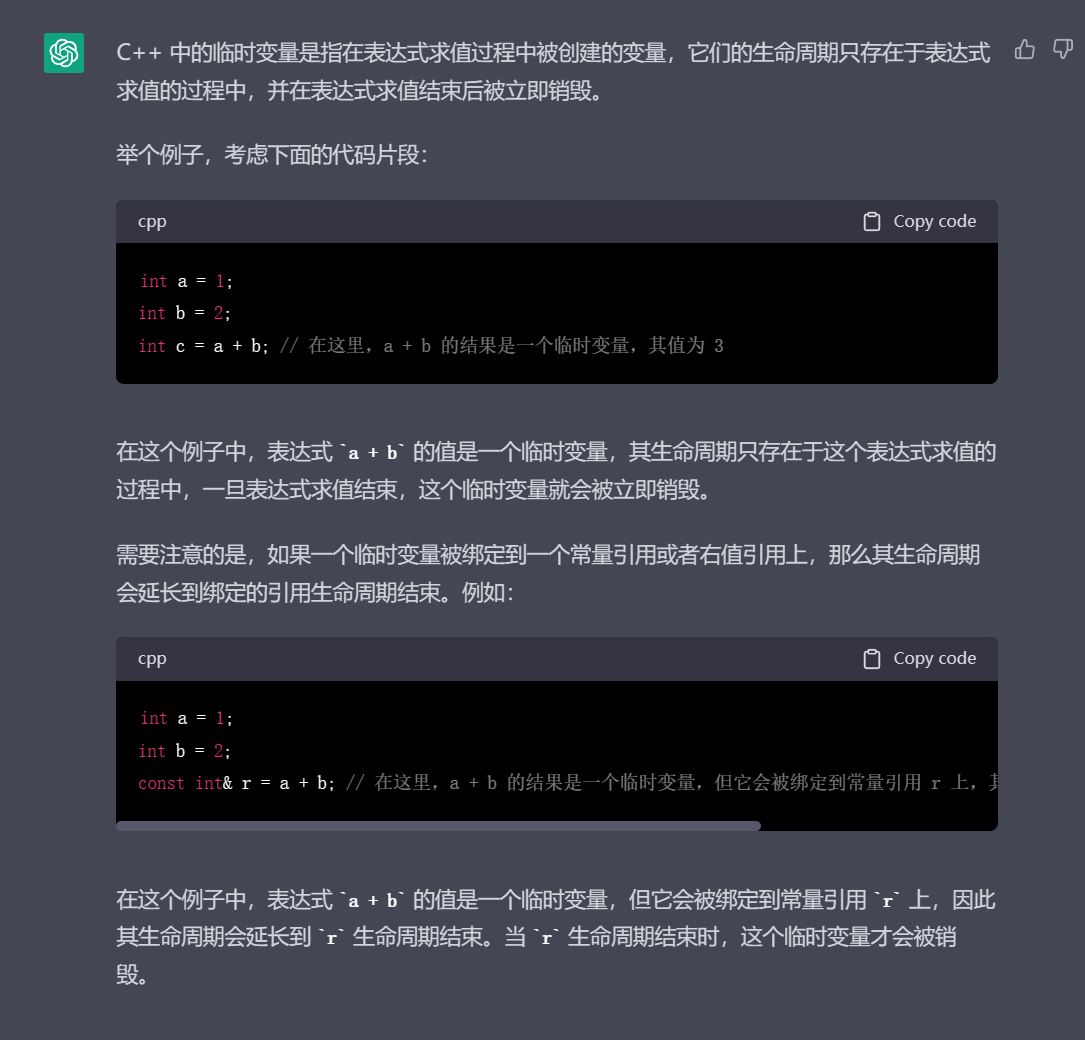 C++ 中的临时变量是指在表达式求值过程中被创建的变量，它们的生命周期只存在于表达式
求值的过程中，并在表达式求值结束后被立即销毁。
举个例子，考虑下面的代码片段：
cpp
Copy code
int a = 1;
int b = 2;
int c = a + b; // 在这里，a + b 的结果是一个临时变量，其值为 3
在这个例子中，表达式 `a + b` 的值是一个临时变量，其生命周期只存在于这个表达式求值的
过程中，一旦表达式求值结束，这个临时变量就会被立即销毁。
需要注意的是，如果一个临时变量被绑定到一个常量引用或者右值引用上，那么其生命周期
会延长到绑定的引用生命周期结束。例如：
cpp
Copy code
int a = 1;
int b = 2;
const int& r = a + b; // 在这里，a + b 的结果是一个临时变量，但它会被绑定到常量引用 r 上，其
在这个例子中，表达式 `a + b` 的值是一个临时变量，但它会被绑定到常量引用 `r` 上，因此
其生命周期会延长到 `r` 生命周期结束。当 `r` 生命周期结束时，这个临时变量才会被销
毁。